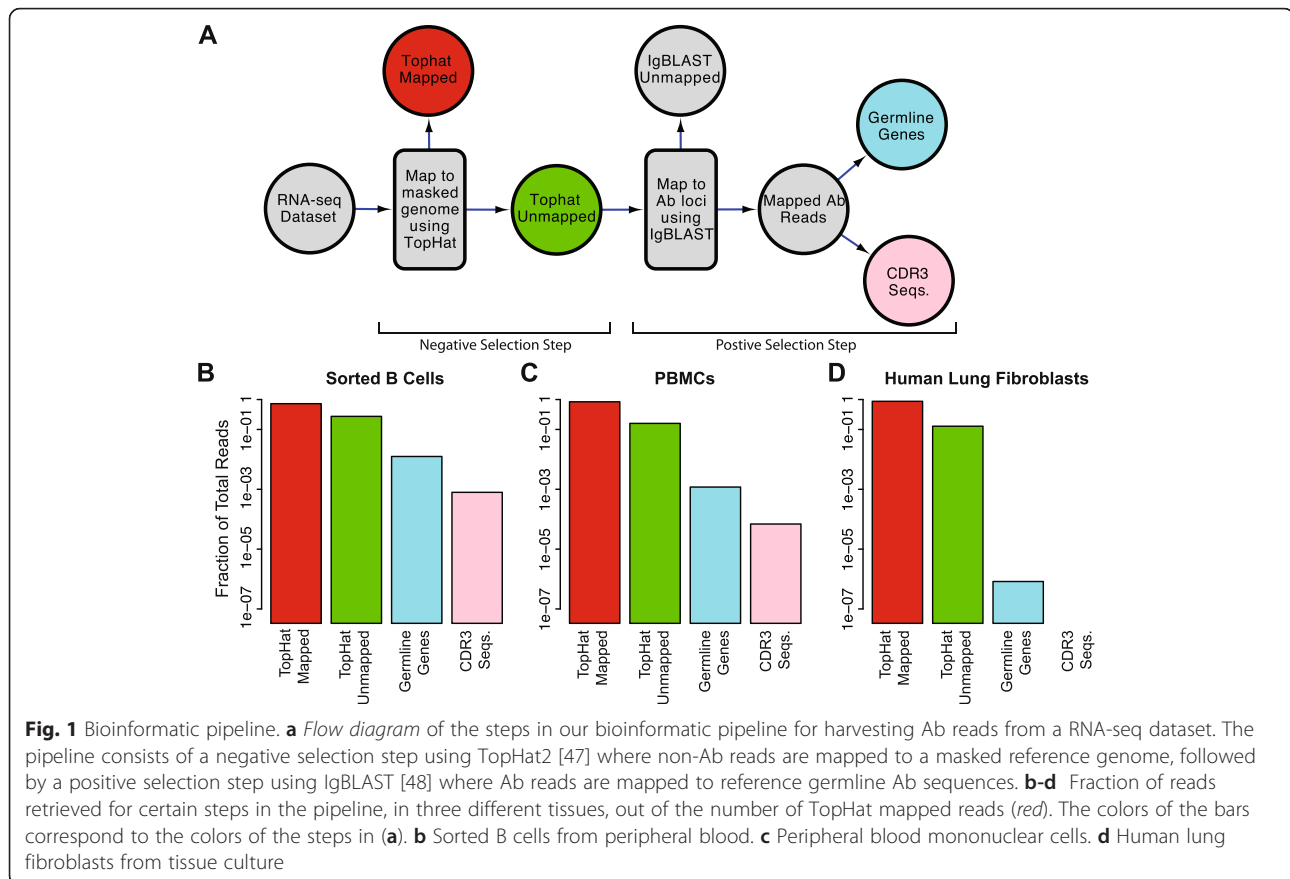 A
Tophat
Mapped
IgBLAST
Unmapped
Germline
Genes
RNA-seq
Dataset
Map to
masked
genome
using
TopHat
Tophat
Unmapped
Map to
Ab loci
using
IgBLAST
Mapped Ab
Reads
CDR3
Seqs.
Negative Selection Step
Postive Selection Step
B
Sorted B Cells
Fraction of Total Reads
1
1e−01
1e−03
1e−05
1e−07
TopHat
Mapped
TopHat
Unmapped
Germline
Genes
CDR3
Seqs.
C
PBMCs
1
1e−01
1e−03
1e−05
1e−07
TopHat
Mapped
TopHat
Unmapped
Germline
Genes
CDR3
Seqs.
D
Human Lung Fibroblasts
1
1e−01
1e−03
1e−05
1e−07
TopHat
Mapped
TopHat
Unmapped
Germline
Genes
CDR3
Seqs.
Fig. 1 Bioinformatic pipeline. a Flow diagram of the steps in our bioinformatic pipeline for harvesting Ab reads from a RNA-seq dataset. The
pipeline consists of a negative selection step using TopHat2 [47] where non-Ab reads are mapped to a masked reference genome, followed
by a positive selection step using IgBLAST [48] where Ab reads are mapped to reference germline Ab sequences. b-d Fraction of reads
retrieved for certain steps in the pipeline, in three different tissues, out of the number of TopHat mapped reads (red). The colors of the bars
correspond to the colors of the steps in (a). b Sorted B cells from peripheral blood. c Peripheral blood mononuclear cells. d Human lung
fibroblasts from tissue culture